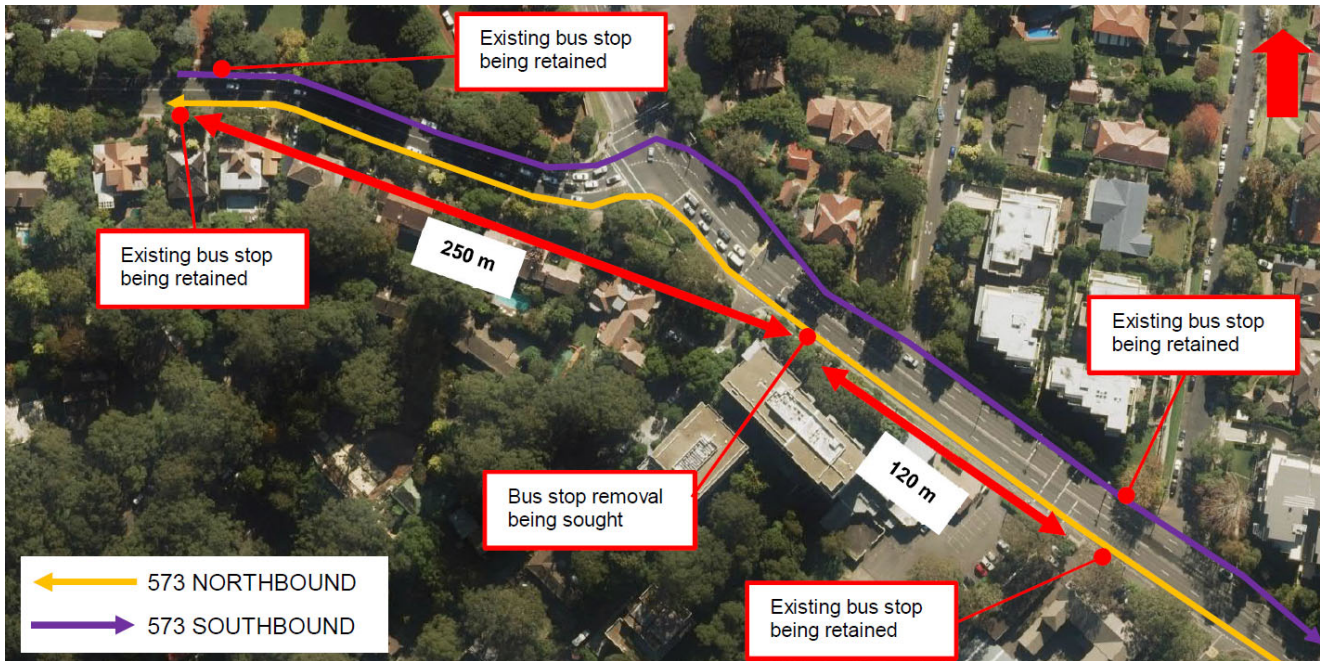 Existing bus stop
being retained
Existing bus stop
being retained
250 m
Existing bus stop
being retained
Bus stop removal
being sought
120 m
Existing bus stop
being retained
573 NORTHBOUND
573 SOUTHBOUND